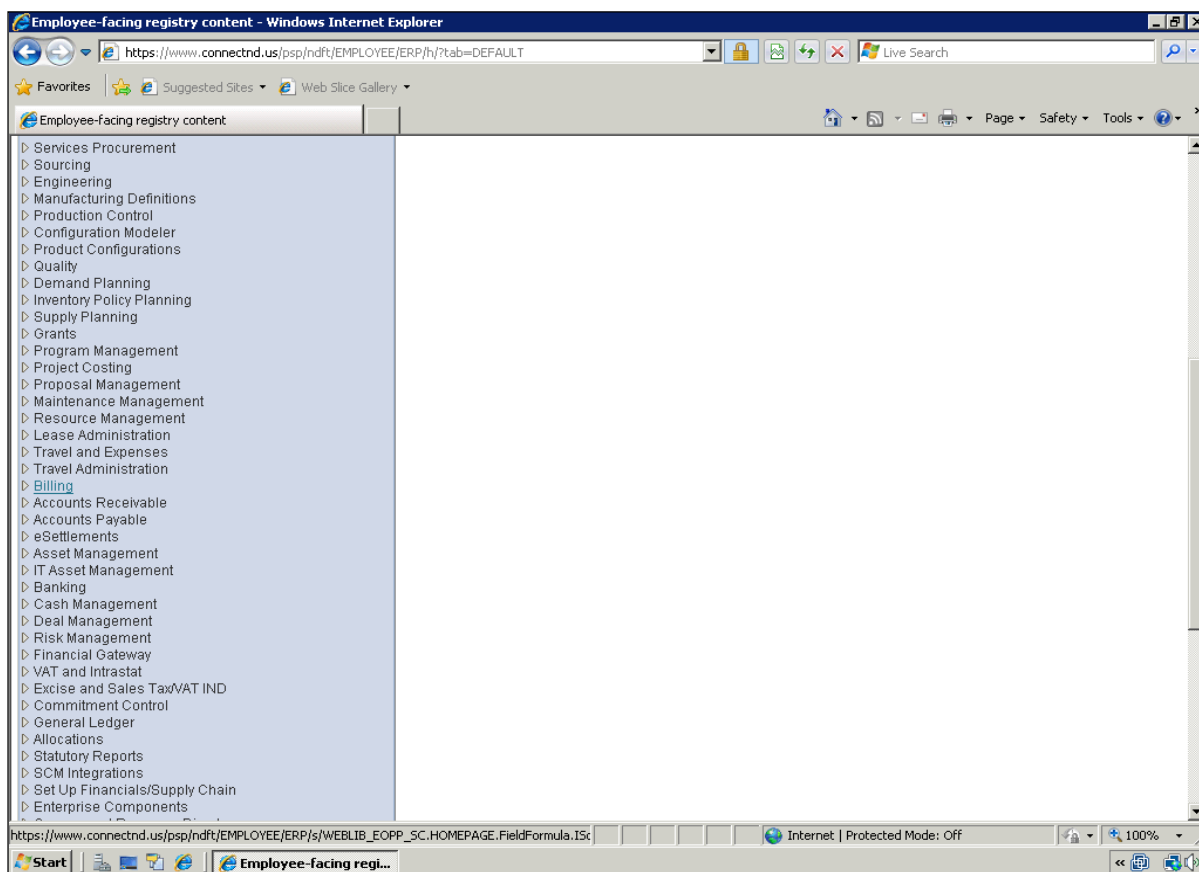 Employee-facing registry content - Windows Internet Explorer
https://www.connectnd.us/psp/ndft/EMPLOYEE/ERP/h/?tab=DEFAULT
Live Search
Favorites Suggested Sites Web Slice Gallery
Employee-facing registry content
Page Safety Tools
Services Procurement
Sourcing
Engineering
Manufacturing Definitions
Production Control
Configuration Modeler
Product Configurations
Quality
Demand Planning
Inventory Policy Planning
Supply Planning
Grants
Program Management
Project Costing
Proposal Management
Maintenance Management
Resource Management
Lease Administration
Travel and Expenses
Travel Administration
Billing
Accounts Receivable
Accounts Payable
eSettlements
Asset Management
IT Asset Management
Banking
Cash Management
Deal Management
Risk Management
Financial Gateway
VAT and Intrastat
Excise and Sales Tax/VAT IND
Commitment Control
General Ledger
Allocations
Statutory Reports
SCM Integrations
Set Up Financials/Supply Chain
Enterprise Components
https://www.connectnd.us/psp/ndft/EMPLOYEE/ERP/s/WEBLIB_EOPP_SC.HOMEPAGE.FieldFormula.ISc
Internet | Protected Mode: Off
100%
Start Employee-facing regi...